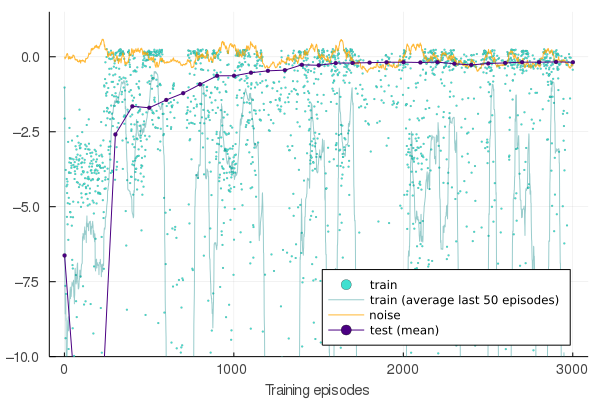 0.0
−2.5
−5.0
−7.5
−10.0
train
train (average last 50 episodes)
noise
test (mean)
0
1000
2000
3000
Training episodes